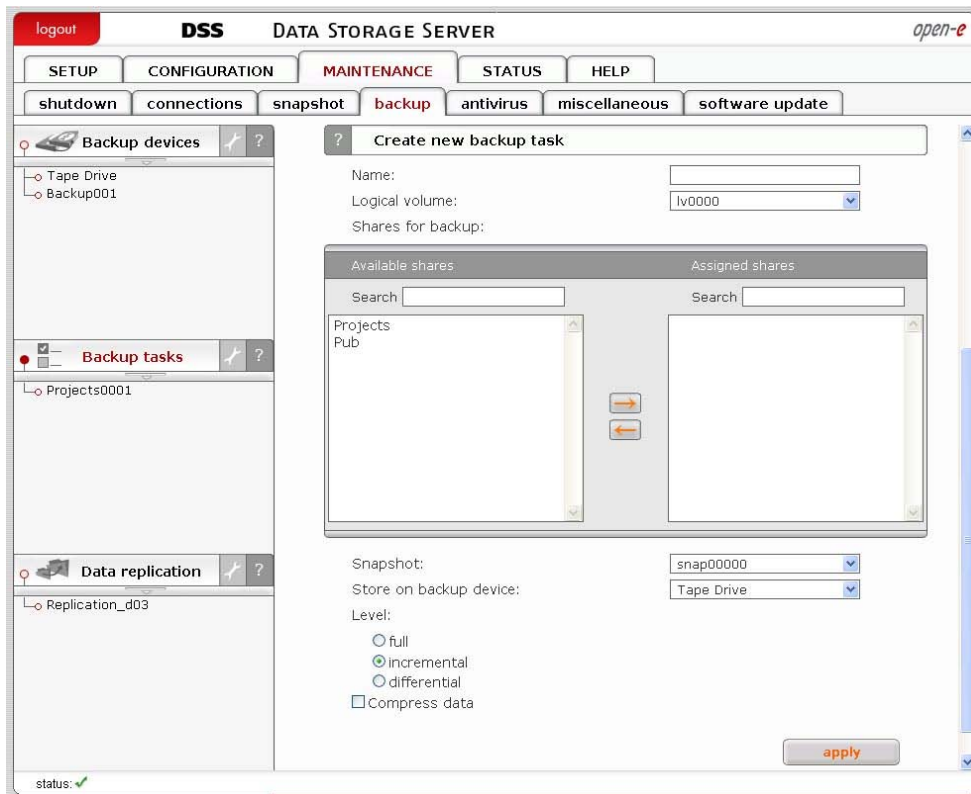 logout DSS DATA STORAGE SERVER open-e
SETUP CONFIGURATION MAINTENANCE STATUS HELP
shutdown connections snapshot backup antivirus miscellaneous software update
Backup devices ?
Tape Drive
Backup001
Backup tasks ?
Projects0001
Data replication ?
Replication_d03
? Create new backup task
Name:
Logical volume: lv0000
Shares for backup:
Available shares Assigned shares
Search Search
Projects
Pub
Snapshot: snap00000
Store on backup device: Tape Drive
Level:
full
incremental
differential
Compress data
apply
status: